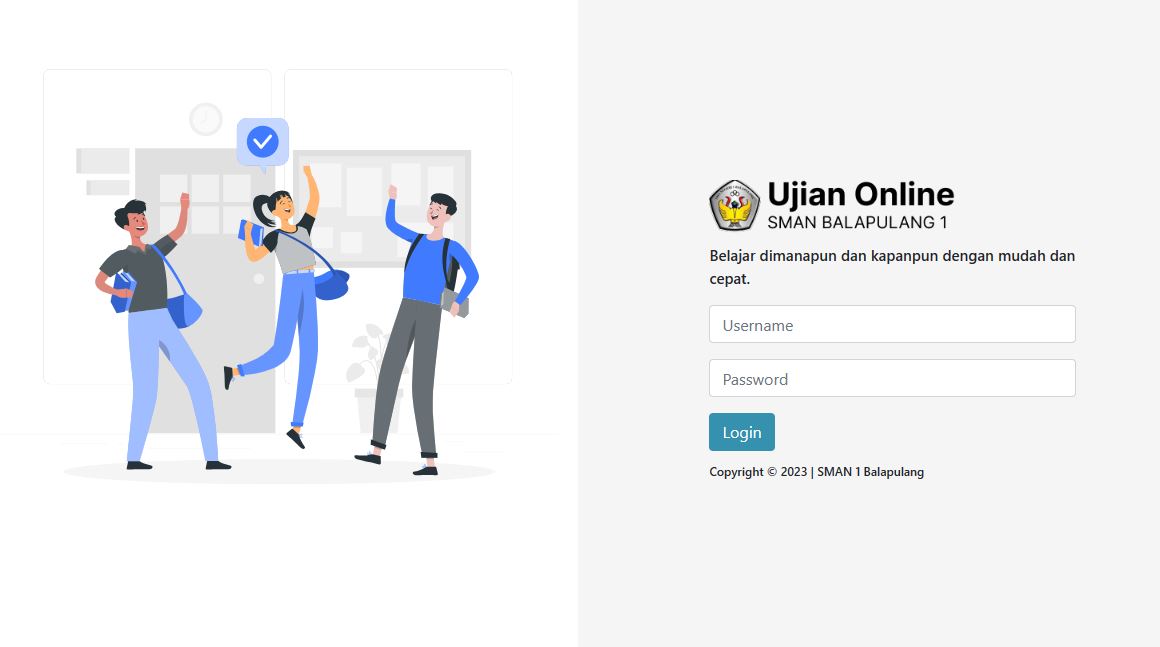 Ujian Online
SMAN BALAPULANG 1
Belajar dimanapun dan kapanpun dengan mudah dan
cepat.
Username
Password
Login
Copyright © 2023 | SMAN 1 Balapulang